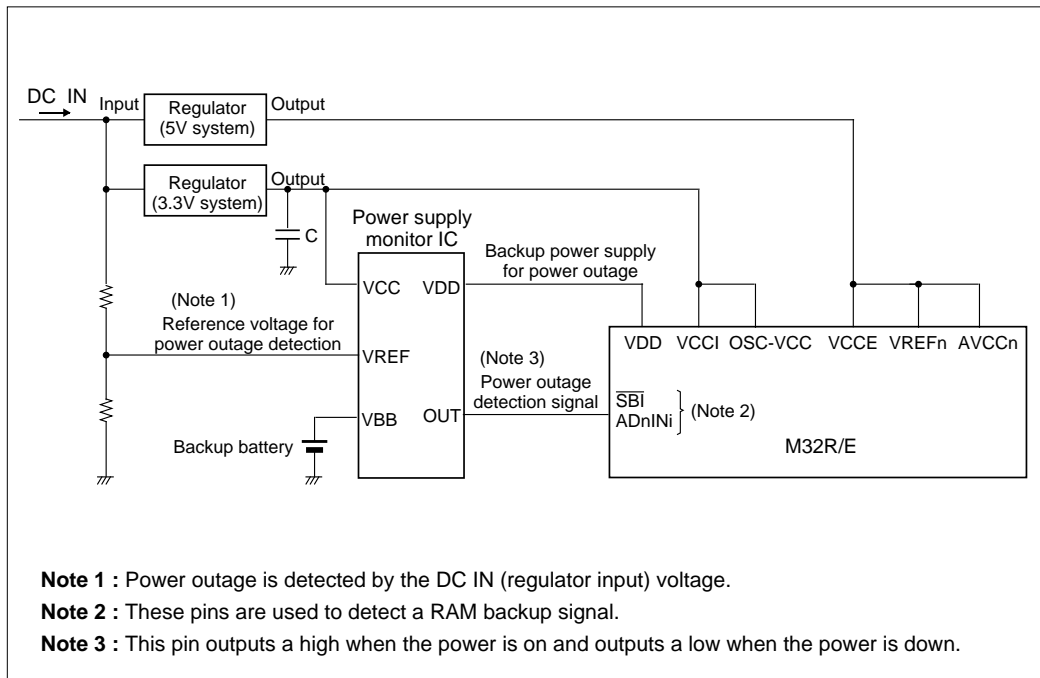 DC IN
Input
Regulator
(5V system)
Output
Regulator
(3.3V system)
Output
C
Power supply
monitor IC
VCC
VDD
VREF
VBB
OUT
Backup power supply
for power outage
(Note 1)
Reference voltage for
power outage detection
(Note 3)
Power outage
detection signal
Backup battery
VDD
VCCI
OSC-VCC
VCCE
VREFn
AVCCn
SBI
ADnINi
(Note 2)
M32R/E
Note 1 : Power outage is detected by the DC IN (regulator input) voltage.
Note 2 : These pins are used to detect a RAM backup signal.
Note 3 : This pin outputs a high when the power is on and outputs a low when the power is down.